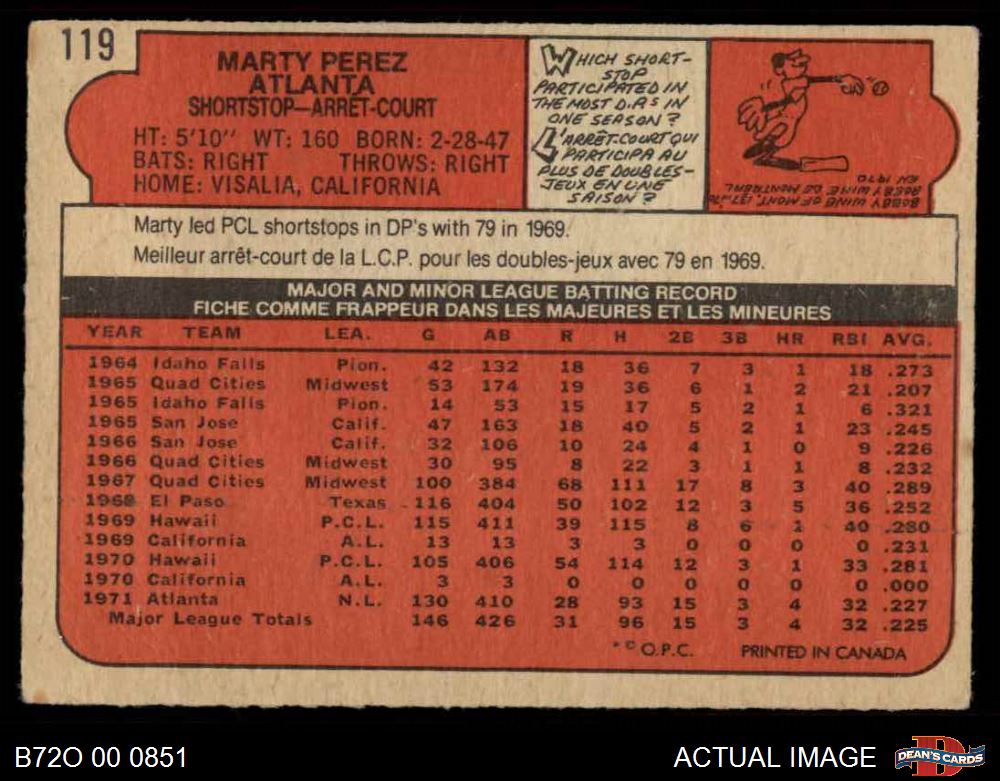 119
MARTY PEREZ
ATLANTA
SHORTSTOP—ARRÊT-COURT
HT: 5'10" WT: 160 BORN: 2-28-47
BATS: RIGHT THROWS: RIGHT
HOME: VISALIA, CALIFORNIA
WHICH SHORT-
STOP
PARTICIPATED IN
THE MOST D.P.s IN
ONE SEASON?
L'ARRÊT-COURT QUI
PARTICIPA AU
PLUS DE DOUBLES-
JEUX EN UNE
SAISON?
BOBBY WINE OF MONT., 137, '70
BOBBY WINE DE MONTREAL
EN 1970
Marty led PCL shortstops in DP's with 79 in 1969.
Meilleur arrêt-court de la L.C.P. pour les doubles-jeux avec 79 en 1969.
MAJOR AND MINOR LEAGUE BATTING RECORD
FICHE COMME FRAPPEUR DANS LES MAJEURES ET LES MINEURES
YEAR TEAM LEA. G AB R H 2B 3B HR RBI AVG.
1964 Idaho Falls Pion. 42 132 18 36 7 3 1 18 .273
1965 Quad Cities Midwest 53 174 19 36 6 1 2 21 .207
1965 Idaho Falls Pion. 14 53 15 17 5 2 1 6 .321
1965 San Jose Calif. 47 163 18 40 5 2 1 23 .245
1966 San Jose Calif. 32 106 10 24 4 1 0 9 .226
1966 Quad Cities Midwest 30 95 8 22 3 1 1 8 .232
1967 Quad Cities Midwest 100 384 68 111 17 8 3 40 .289
1968 El Paso Texas 116 404 50 102 12 3 5 36 .252
1969 Hawaii P.C.L. 115 411 39 115 8 6 1 40 .280
1969 California A.L. 13 13 3 3 0 0 0 0 .231
1970 Hawaii P.C.L. 105 406 54 114 12 3 1 33 .281
1970 California A.L. 3 3 0 0 0 0 0 0 .000
1971 Atlanta N.L. 130 410 28 93 15 3 4 32 .227
Major League Totals 146 426 31 96 15 3 4 32 .225
*© O.P.C. PRINTED IN CANADA
B72O 00 0851
ACTUAL IMAGE
DEAN'S CARDS